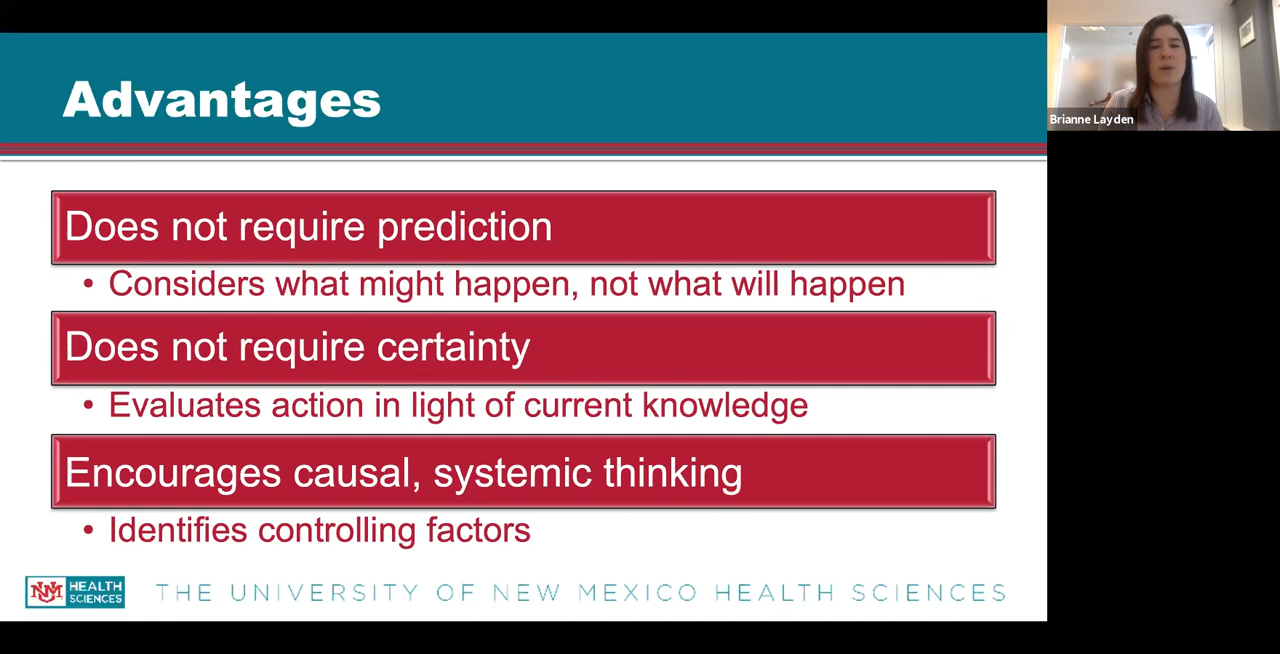 Advantages
Brianne Layden
Does not require prediction
• Considers what might happen, not what will happen
Does not require certainty
• Evaluates action in light of current knowledge
Encourages causal, systemic thinking
• Identifies controlling factors
UNM HEALTH
SCIENCES
THE UNIVERSITY OF NEW MEXICO HEALTH SCIENCES